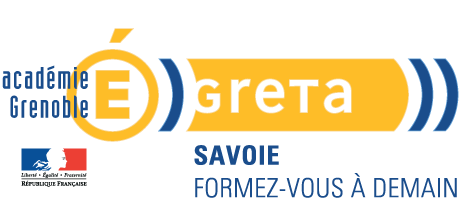 académie
Grenoble
É
GRETA
SAVOIE
FORMEZ-VOUS À DEMAIN
Liberté • Égalité • Fraternité
RÉPUBLIQUE FRANÇAISE